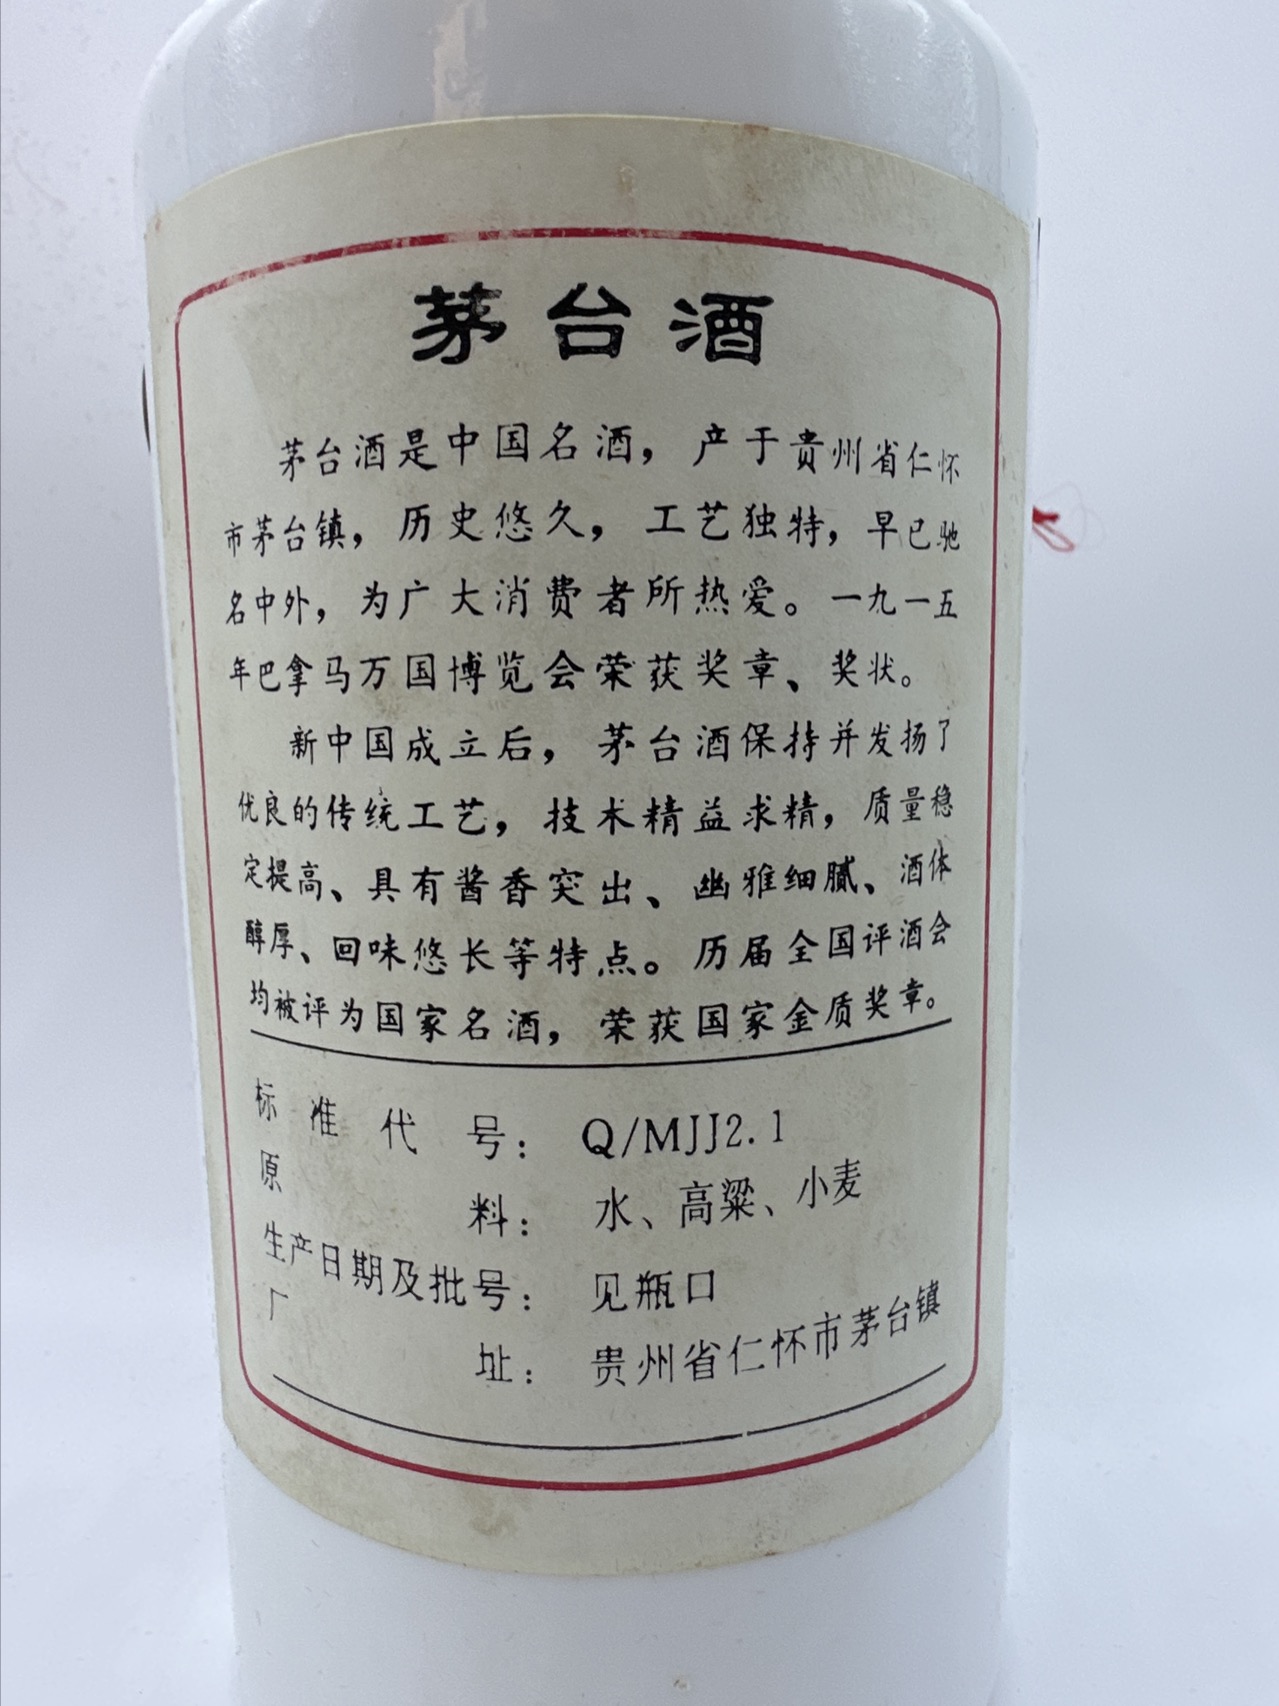 茅台酒
茅台酒是中国名酒，产于贵州省仁怀
市茅台镇，历史悠久，工艺独特，早已驰
名中外，为广大消费者所热爱。一九一五
年巴拿马万国博览会荣获奖章、奖状。
新中国成立后，茅台酒保持并发扬了
优良的传统工艺，技术精益求精，质量稳
定提高、具有酱香突出、幽雅细腻、酒体
醇厚、回味悠长等特点。历届全国评酒会
均被评为国家名酒，荣获国家金质奖章。
标准代号：Q/MJJ2.1
原料：水、高粱、小麦
生产日期及批号：见瓶口
厂址：贵州省仁怀市茅台镇